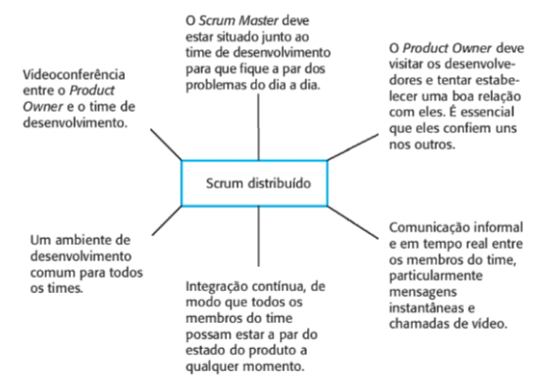 O Scrum Master deve
estar situado junto ao
time de desenvolvimento
para que fique a par dos
problemas do dia a dia.
Videoconferência
entre o Product
Owner e o time de
desenvolvimento.
O Product Owner deve
visitar os desenvolve-
dores e tentar estabe-
lecer uma boa relação
com eles. É essencial
que eles confiem uns
nos outros.
Scrum distribuído
Um ambiente de
desenvolvimento
comum para todos
os times.
Integração contínua, de
modo que todos os
membros do time
possam estar a par do
estado do produto a
qualquer momento.
Comunicação informal
e em tempo real entre
os membros do time,
particularmente
mensagens
instantâneas e
chamadas de vídeo.